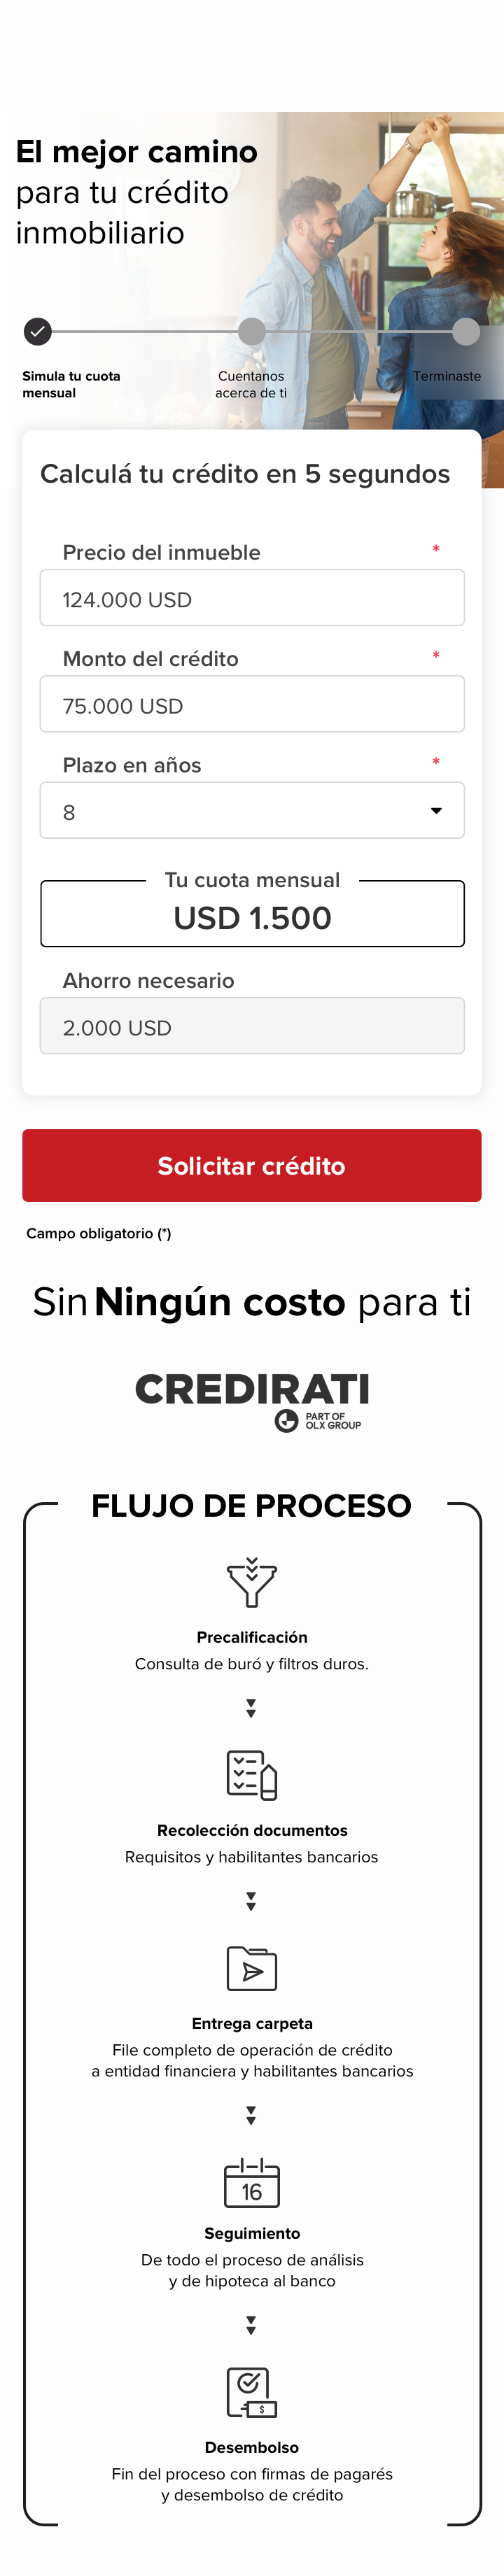 El mejor camino
para tu crédito
inmobiliario
Simula tu cuota
mensual
Cuentanos
acerca de ti
Terminaste
Calculá tu crédito en 5 segundos
Precio del inmueble *
124.000 USD
Monto del crédito *
75.000 USD
Plazo en años *
8
Tu cuota mensual
USD 1.500
Ahorro necesario
2.000 USD
Solicitar crédito
Campo obligatorio (*)
Sin Ningún costo para ti
CREDIRATI
PART OF
OLX GROUP
FLUJO DE PROCESO
Precalificación
Consulta de buró y filtros duros.
Recolección documentos
Requisitos y habilitantes bancarios
Entrega carpeta
File completo de operación de crédito
a entidad financiera y habilitantes bancarios
16
Seguimiento
De todo el proceso de análisis
y de hipoteca al banco
$
Desembolso
Fin del proceso con firmas de pagarés
y desembolso de crédito